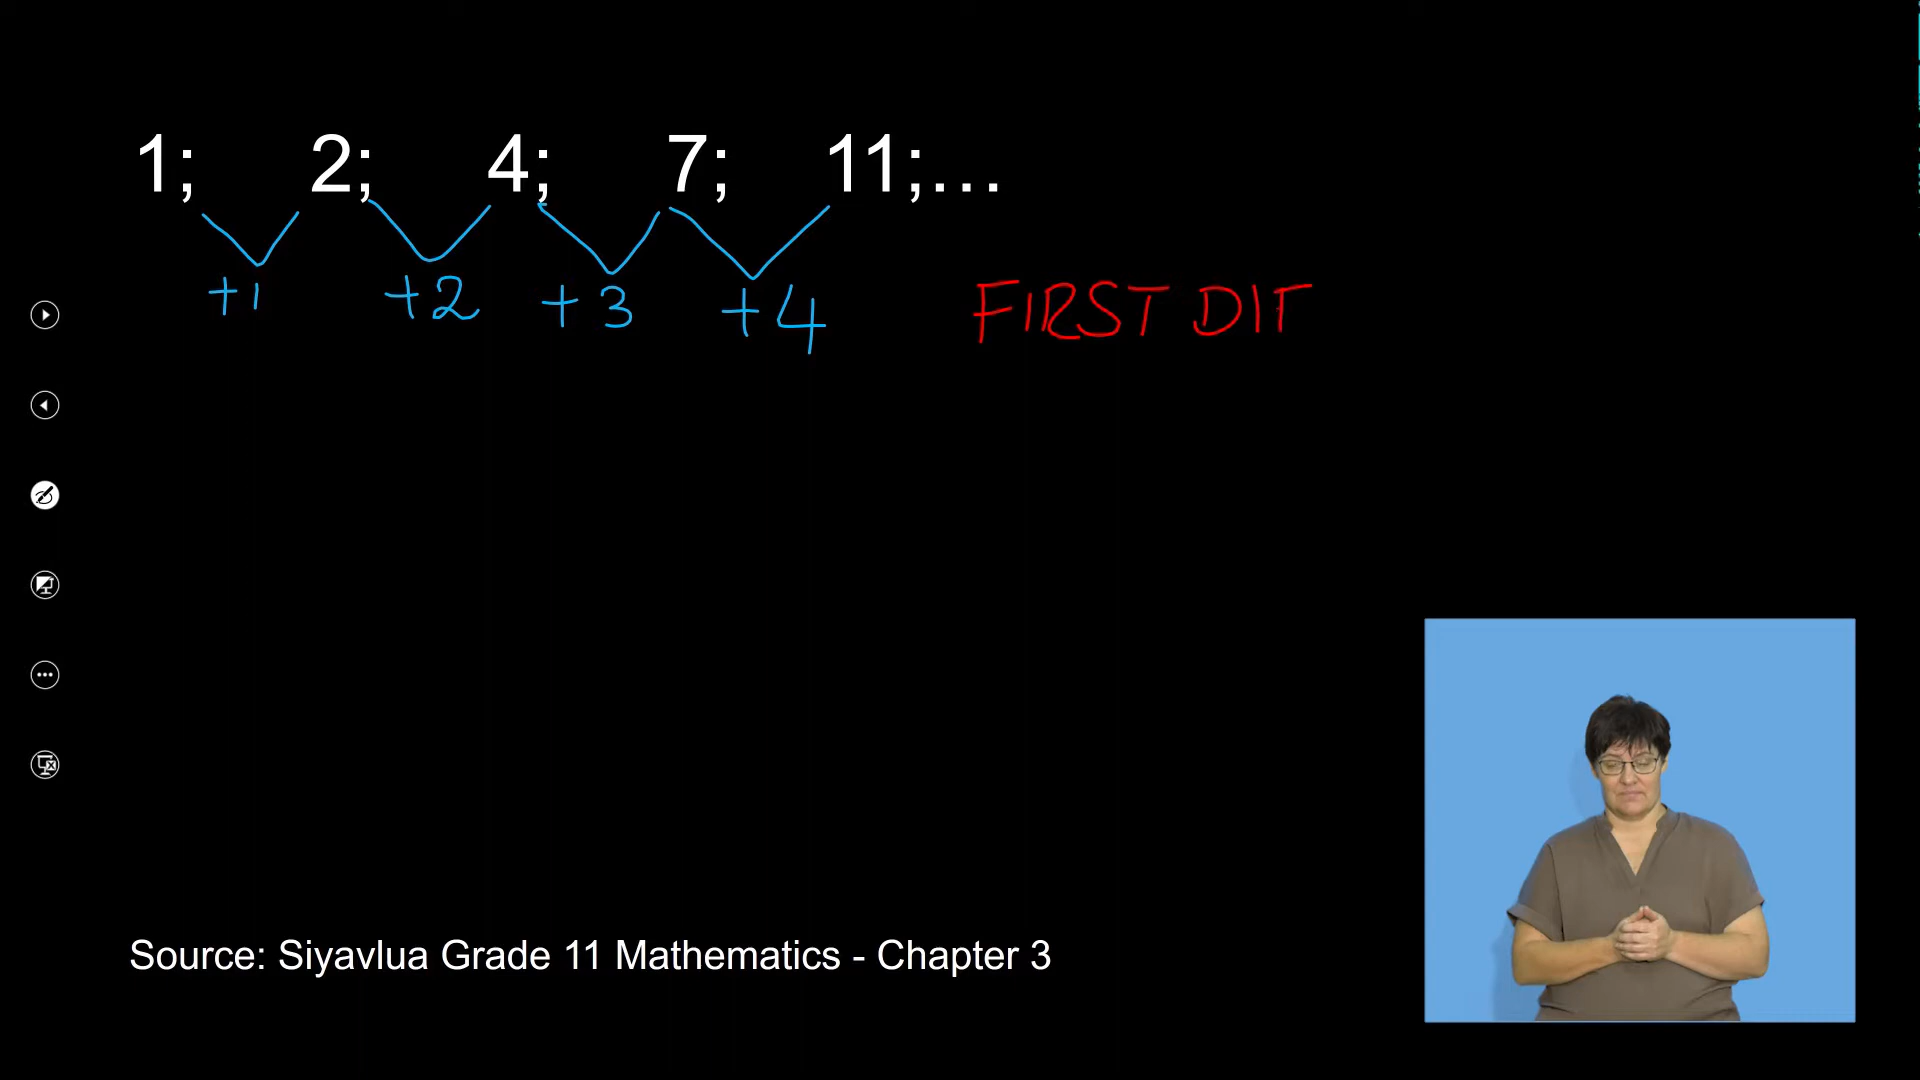 1; 2; 4; 7; 11;...
+1 +2 +3 +4 FIRST DIF
Source: Siyavlua Grade 11 Mathematics - Chapter 3